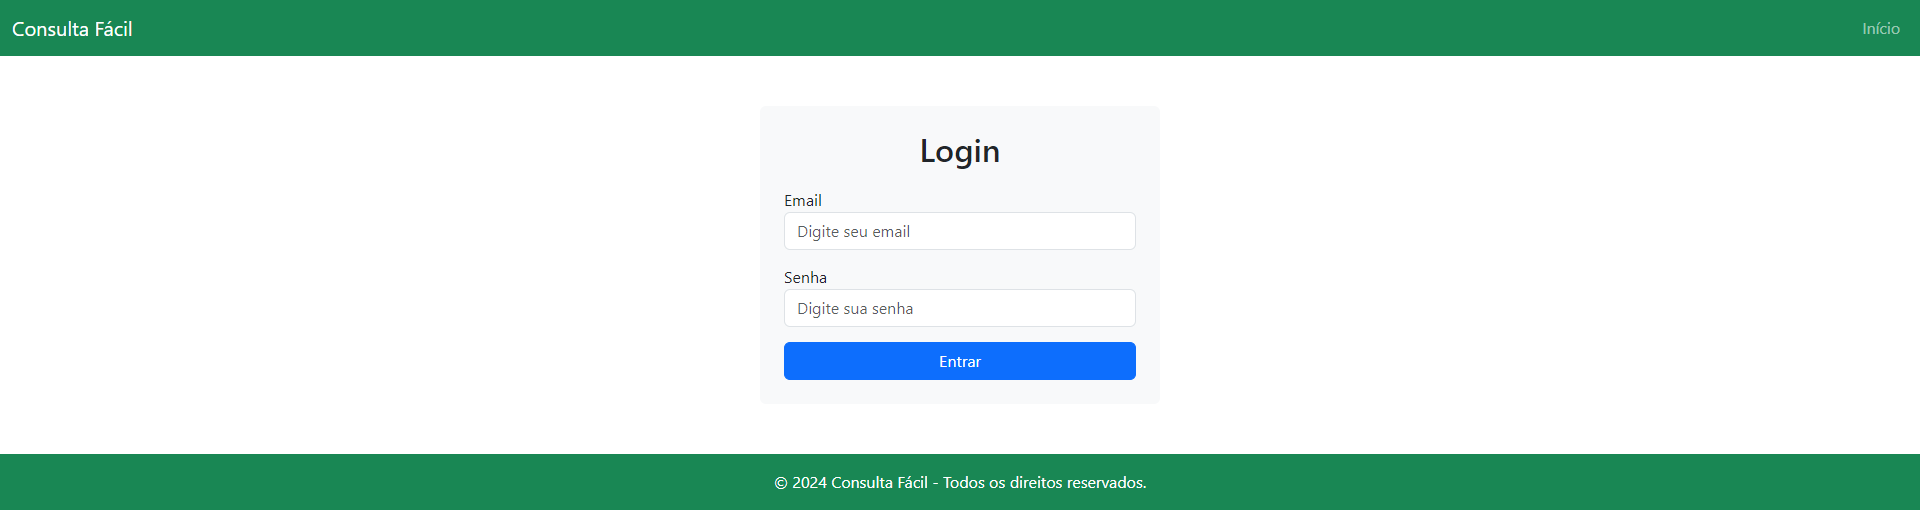 Consulta Fácil
Início
Login
Email
Digite seu email
Senha
Digite sua senha
Entrar
© 2024 Consulta Fácil - Todos os direitos reservados.